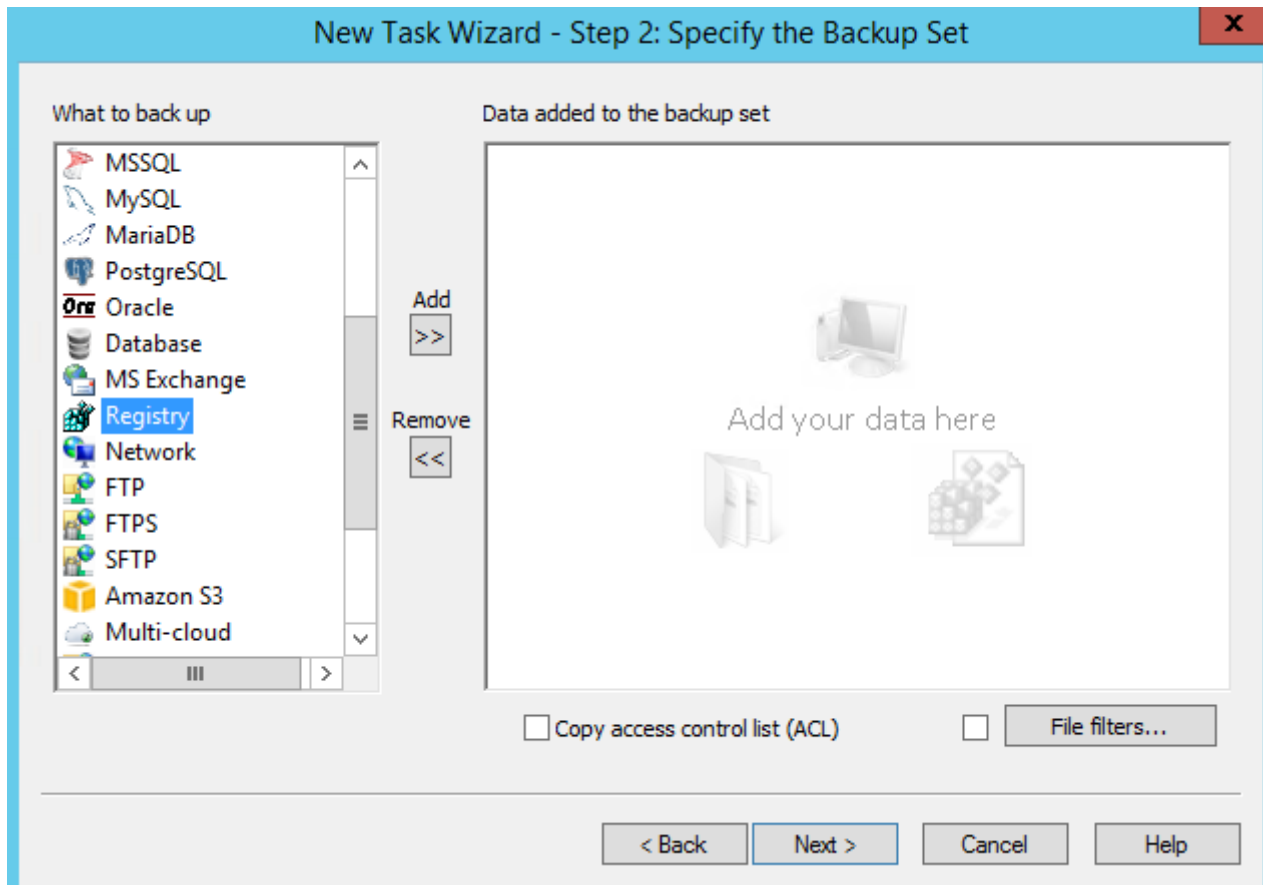 New Task Wizard - Step 2: Specify the Backup Set
x
What to back up
Data added to the backup set
MSSQL
MySQL
MariaDB
PostgreSQL
Ora Oracle
Database
MS Exchange
Registry
Network
FTP
FTPS
SFTP
Amazon S3
Multi-cloud
Add
>>
Remove
<<
Add your data here
Copy access control list (ACL)
File filters...
< Back
Next >
Cancel
Help